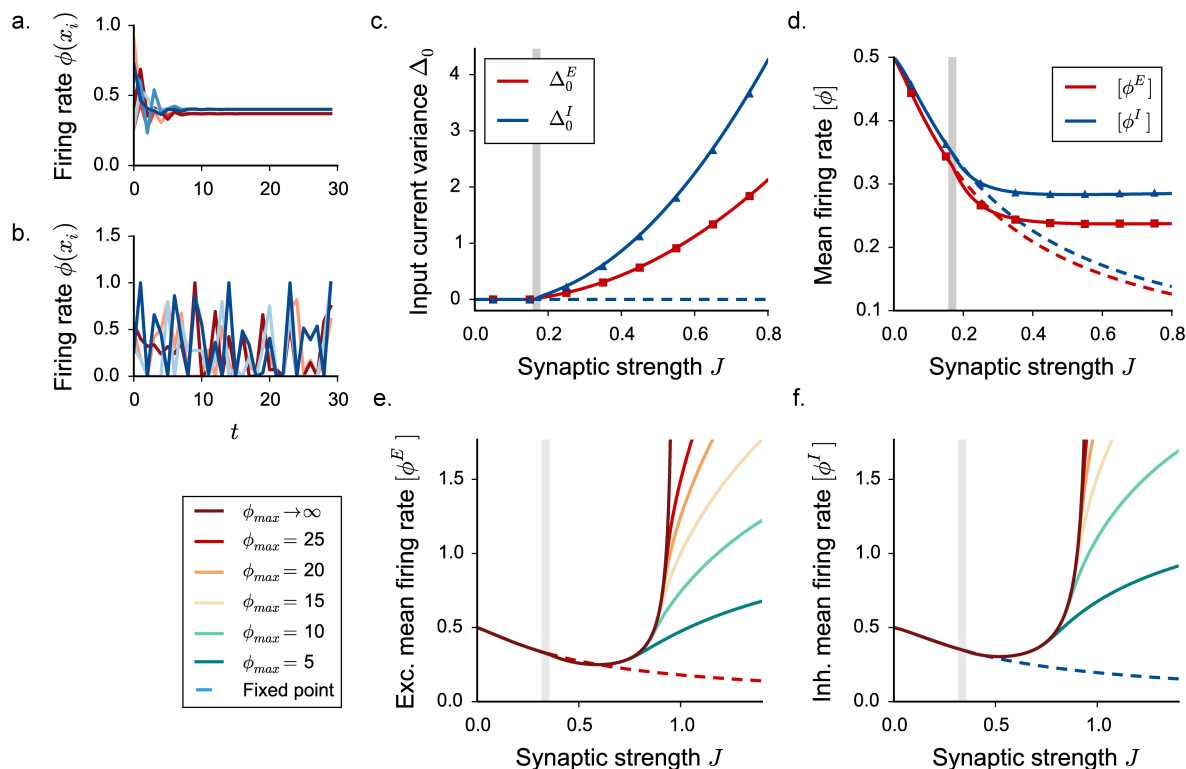 a.
Firing rate ϕ(x_i)
1.0
0.5
0.0
0 10 20 30
b.
Firing rate ϕ(x_i)
1.5
1.0
0.5
0.0
0 10 20 30
t
c.
Input current variance Δ_0
4
3
2
1
0
Δ_0^E
Δ_0^I
0.0 0.2 0.4 0.6 0.8
Synaptic strength J
d.
Mean firing rate [ϕ]
0.5
0.4
0.3
0.2
0.1
[ϕ^E]
[ϕ^I]
0.0 0.2 0.4 0.6 0.8
Synaptic strength J
ϕ_max →∞
ϕ_max = 25
ϕ_max = 20
ϕ_max = 15
ϕ_max = 10
ϕ_max = 5
Fixed point
e.
Exc. mean firing rate [ϕ^E]
1.5
1.0
0.5
0.0
0.0 0.5 1.0
Synaptic strength J
f.
Inh. mean firing rate [ϕ^I]
1.5
1.0
0.5
0.0
0.0 0.5 1.0
Synaptic strength J